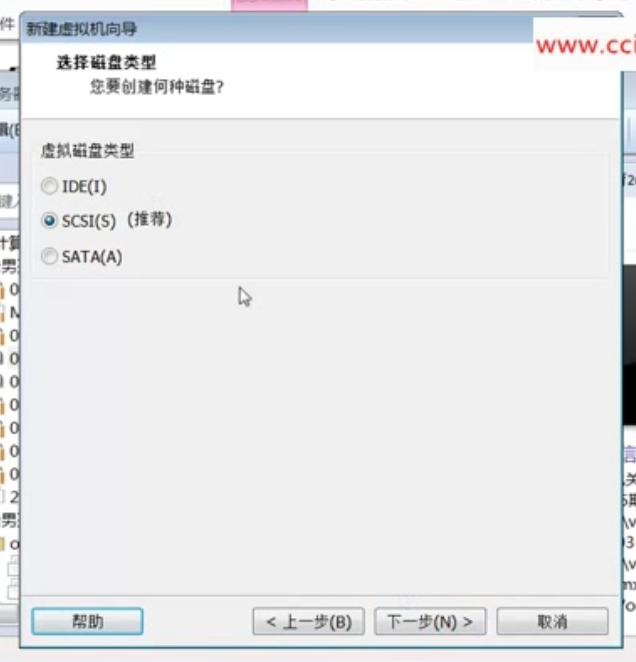 新建虚拟机向导
www.cci
选择磁盘类型
您要创建何种磁盘?
虚拟磁盘类型
IDE(I)
SCSI(S) (推荐)
SATA(A)
帮助
< 上一步(B)
下一步(N) >
取消